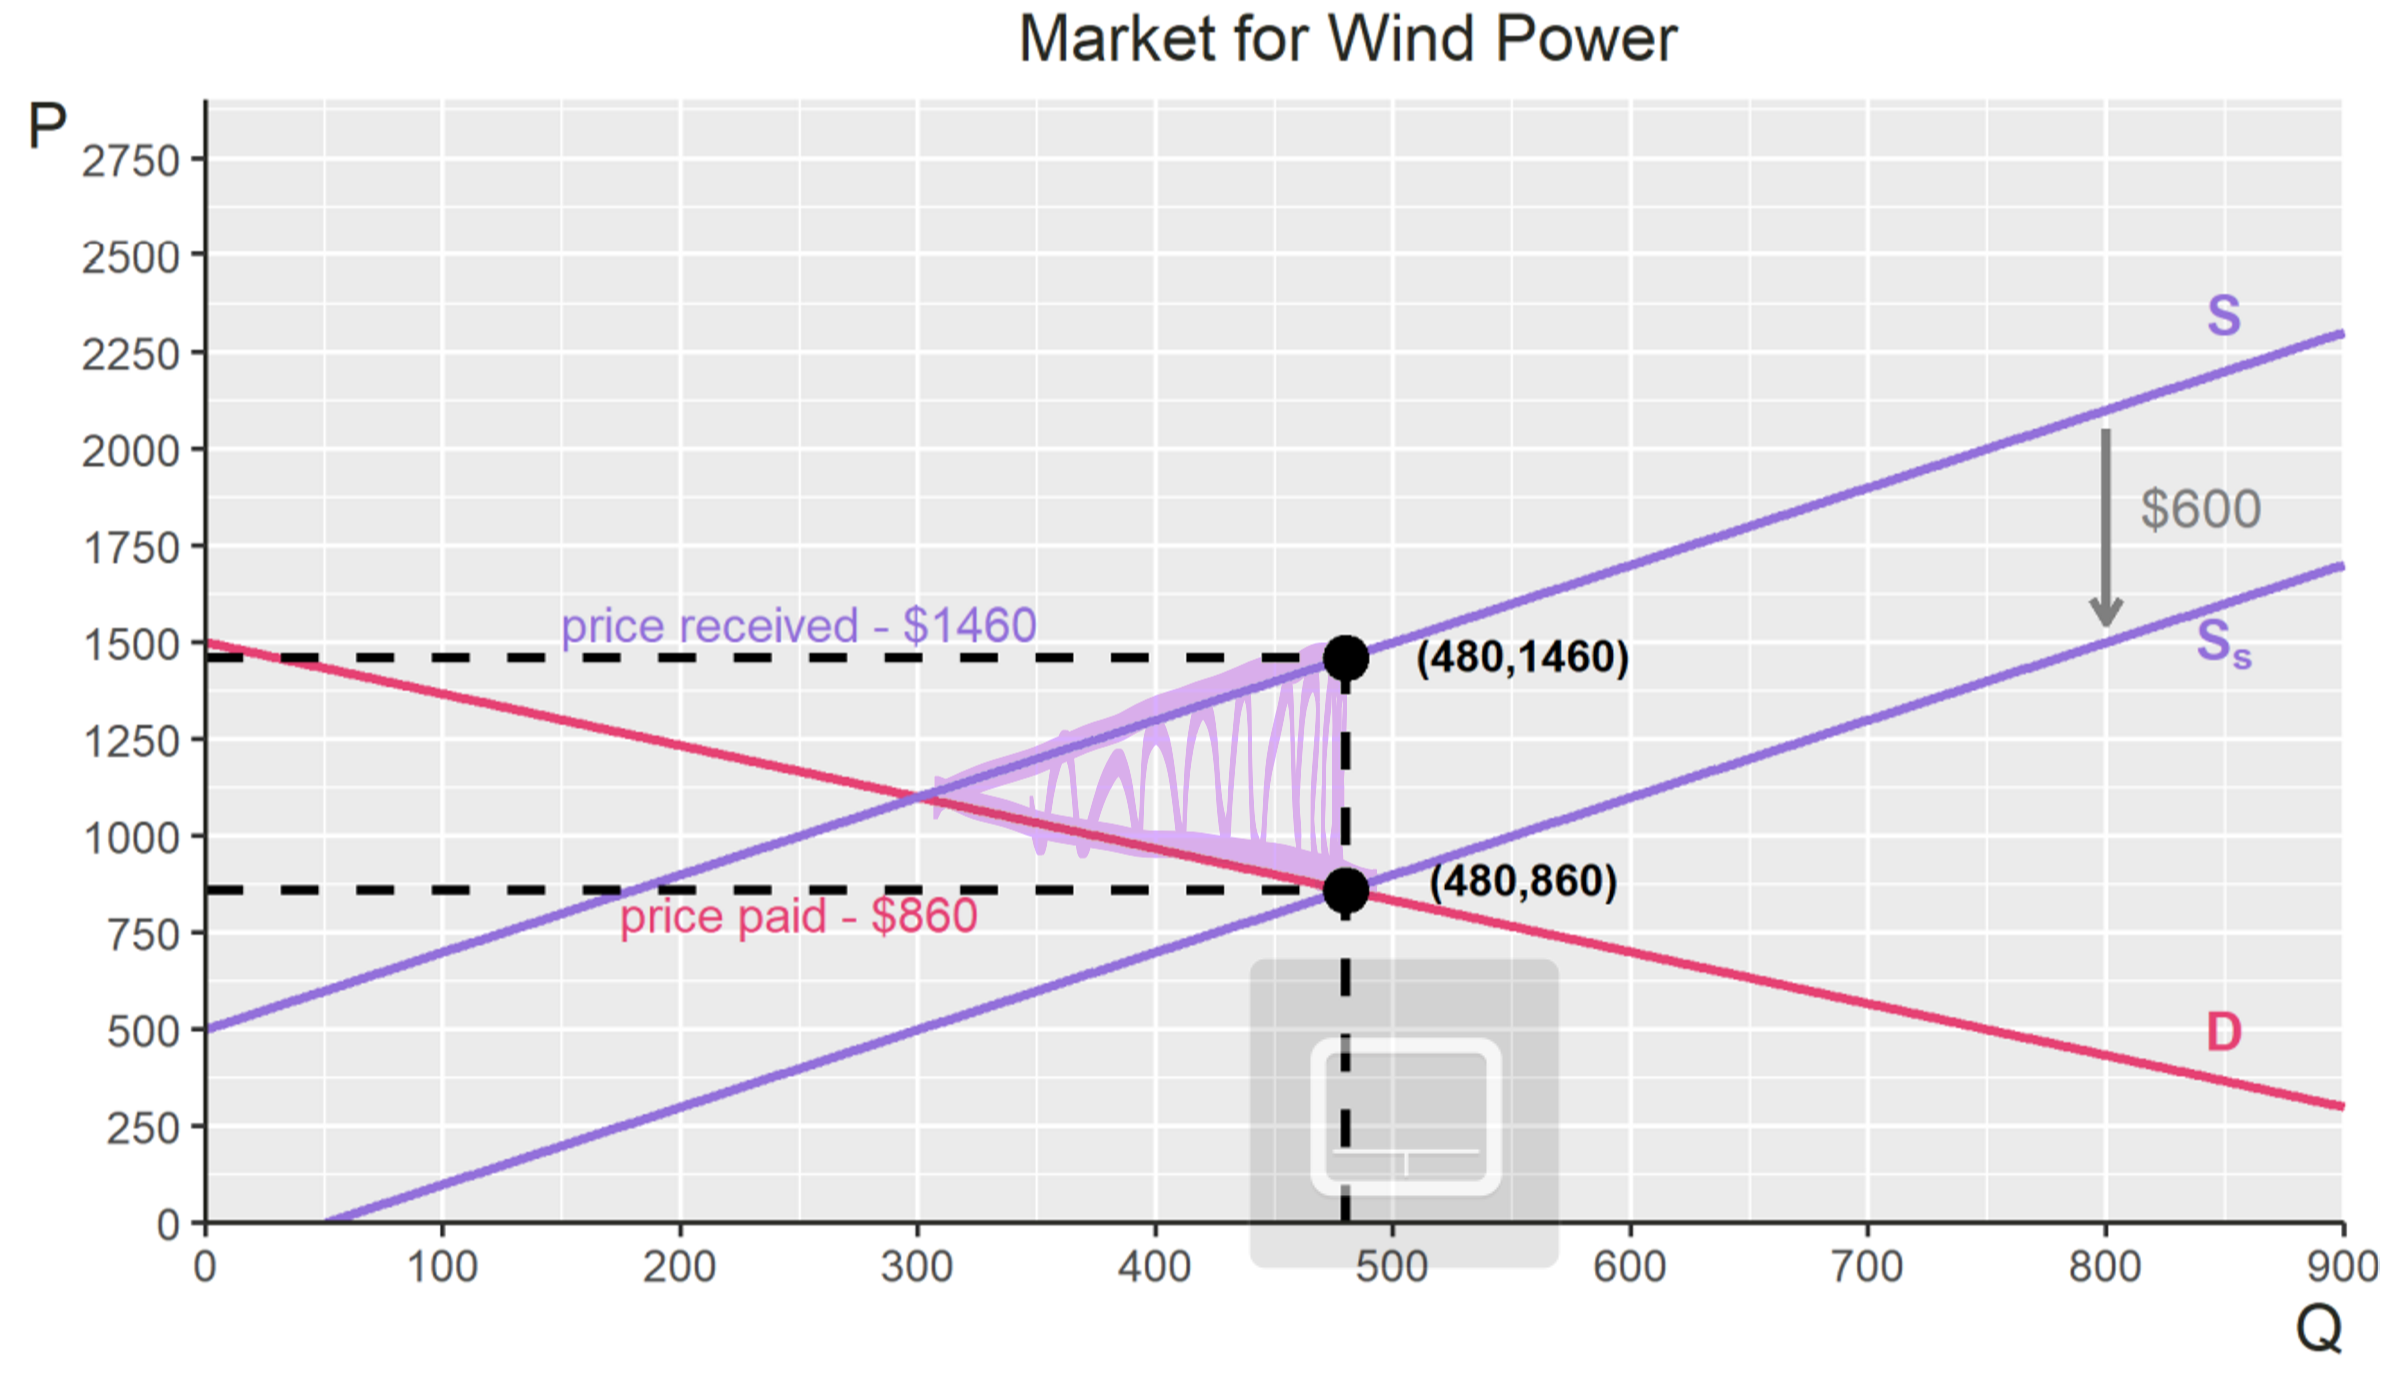 Market for Wind Power
P
2750
2500
2250
2000
1750
1500
1250
1000
750
500
250
0
S
$600
Ss
price received - $1460
(480,1460)
(480,860)
price paid - $860
D
0 100 200 300 400 500 600 700 800 900
Q